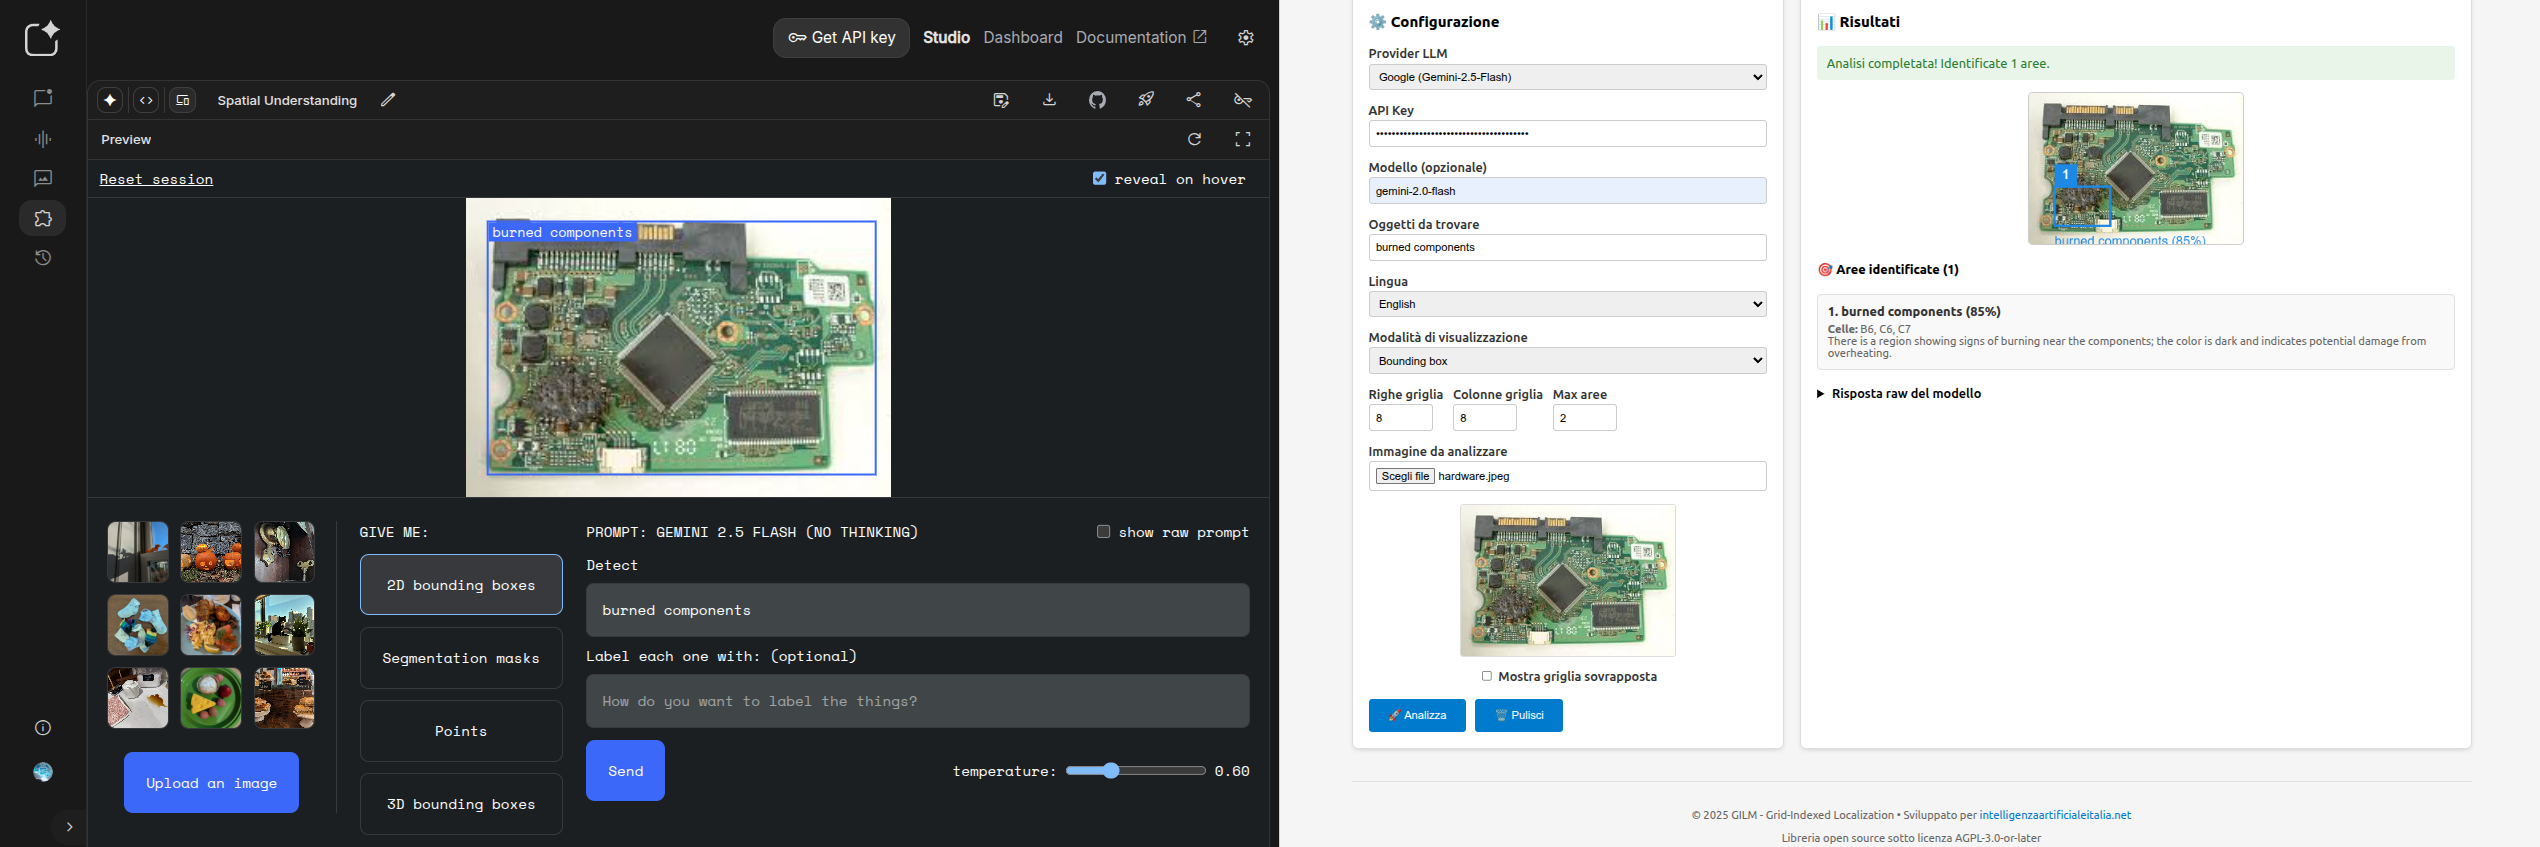 Get API key
Studio
Dashboard
Documentation
Spatial Understanding
Preview
Reset session
reveal on hover
burned components
GIVE ME:
2D bounding boxes
Segmentation masks
Points
3D bounding boxes
Upload an image
PROMPT: GEMINI 2.5 FLASH (NO THINKING)
show raw prompt
Detect
burned components
Label each one with: (optional)
How do you want to label the things?
Send
temperature:
0.60
⚙️ Configurazione
Provider LLM
Google (Gemini-2.5-Flash)
API Key
Modello (opzionale)
gemini-2.0-flash
Oggetti da trovare
burned components
Lingua
English
Modalità di visualizzazione
Bounding box
Righe griglia Colonne griglia Max aree
8 8 2
Immagine da analizzare
Scegli file hardware.jpeg
Mostra griglia sovrapposta
🚀 Analizza
🗑️ Pulisci
📊 Risultati
Analisi completata! Identificate 1 aree.
1
burned components (85%)
🎯 Aree identificate (1)
1. burned components (85%)
Celle: B6, C6, C7
There is a region showing signs of burning near the components; the color is dark and indicates potential damage from
overheating.
▶ Risposta raw del modello
© 2025 GILM - Grid-Indexed Localization • Sviluppato per intelligenzaartificialeitalia.net
Libreria open source sotto licenza AGPL-3.0-or-later